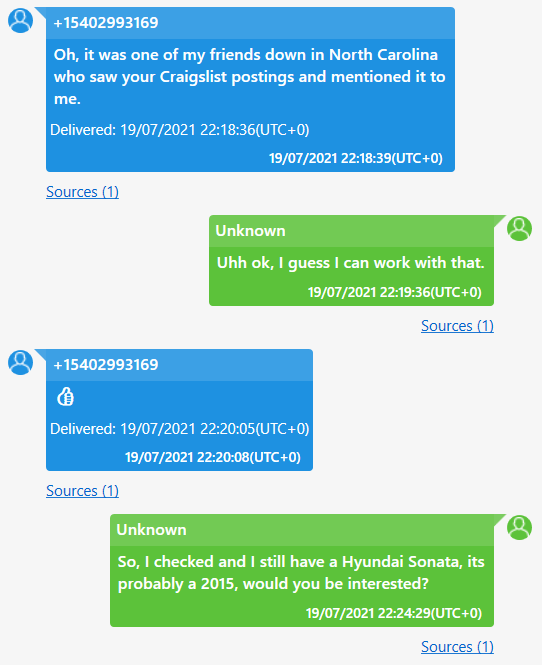 +15402993169
Oh, it was one of my friends down in North Carolina
who saw your Craigslist postings and mentioned it to
me.
Delivered: 19/07/2021 22:18:36(UTC+0)
19/07/2021 22:18:39(UTC+0)
Sources (1)
Unknown
Uhh ok, I guess I can work with that.
19/07/2021 22:19:36(UTC+0)
Sources (1)
+15402993169
👍
Delivered: 19/07/2021 22:20:05(UTC+0)
19/07/2021 22:20:08(UTC+0)
Sources (1)
Unknown
So, I checked and I still have a Hyundai Sonata, its
probably a 2015, would you be interested?
19/07/2021 22:24:29(UTC+0)
Sources (1)